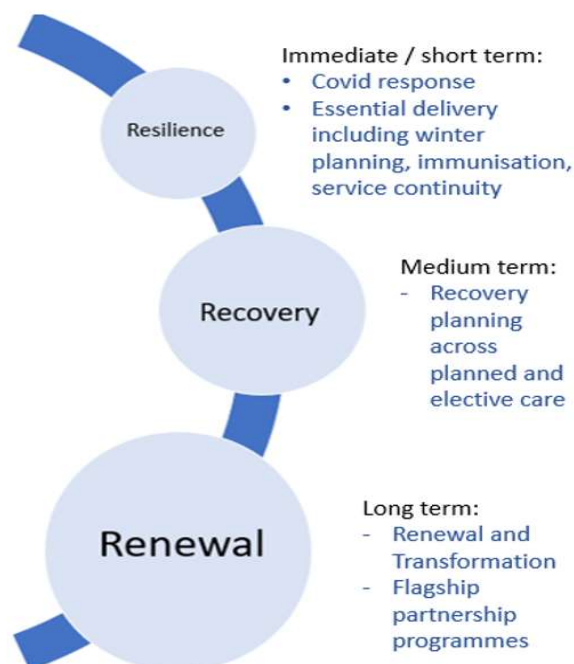 Resilience
Immediate / short term:
• Covid response
• Essential delivery
including winter
planning, immunisation,
service continuity
Recovery
Medium term:
- Recovery
planning
across
planned and
elective care
Renewal
Long term:
- Renewal and
Transformation
- Flagship
partnership
programmes